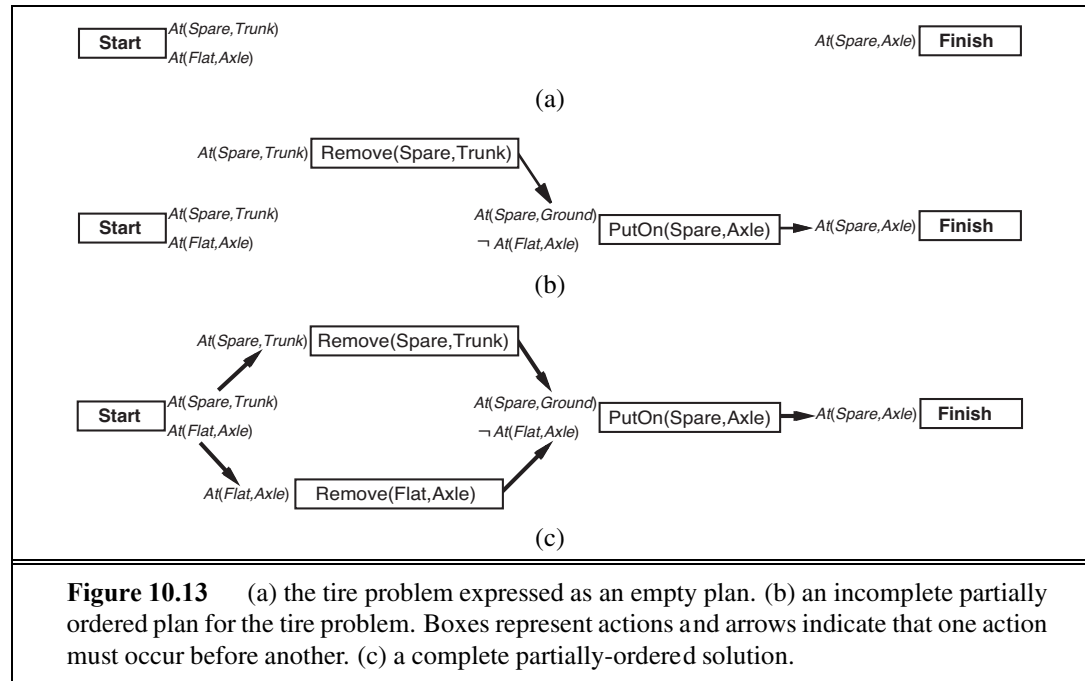 At(Spare,Trunk)
Start
At(Flat,Axle)
At(Spare,Axle) Finish
(a)
At(Spare,Trunk) Remove(Spare,Trunk)
At(Spare,Trunk)
Start
At(Flat,Axle)
At(Spare,Ground)
¬ At(Flat,Axle)
PutOn(Spare,Axle)
At(Spare,Axle) Finish
(b)
At(Spare,Trunk) Remove(Spare,Trunk)
At(Spare,Trunk)
Start
At(Flat,Axle)
At(Spare,Ground)
¬ At(Flat,Axle)
PutOn(Spare,Axle)
At(Spare,Axle) Finish
At(Flat,Axle) Remove(Flat,Axle)
(c)
Figure 10.13 (a) the tire problem expressed as an empty plan. (b) an incomplete partially
ordered plan for the tire problem. Boxes represent actions and arrows indicate that one action
must occur before another. (c) a complete partially-ordered solution.